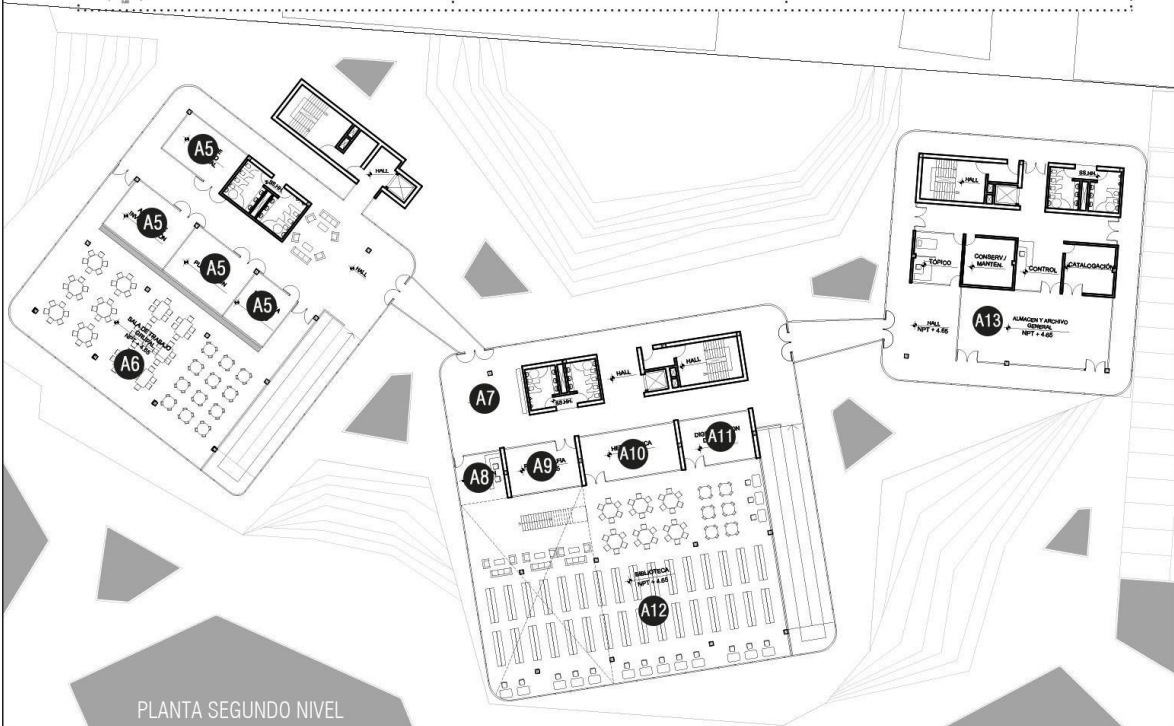 A5
SS.HH.
HALL
A5
A5
A5
HALL
SALA DE TRABAJO
GRUPAL
NPT + 4.65
A6
A7
SS.HH.
HALL
HALL
A8
A9
A10
A11
BIBLIOTECA
NPT + 4.65
A12
HALL
SS.HH.
TÓPICO
CONSERV./
MANTEN.
CONTROL
CATALOGACIÓN
HALL
NPT + 4.65
A13
ALMACEN Y ARCHIVO
GENERAL
NPT + 4.65
PLANTA SEGUNDO NIVEL